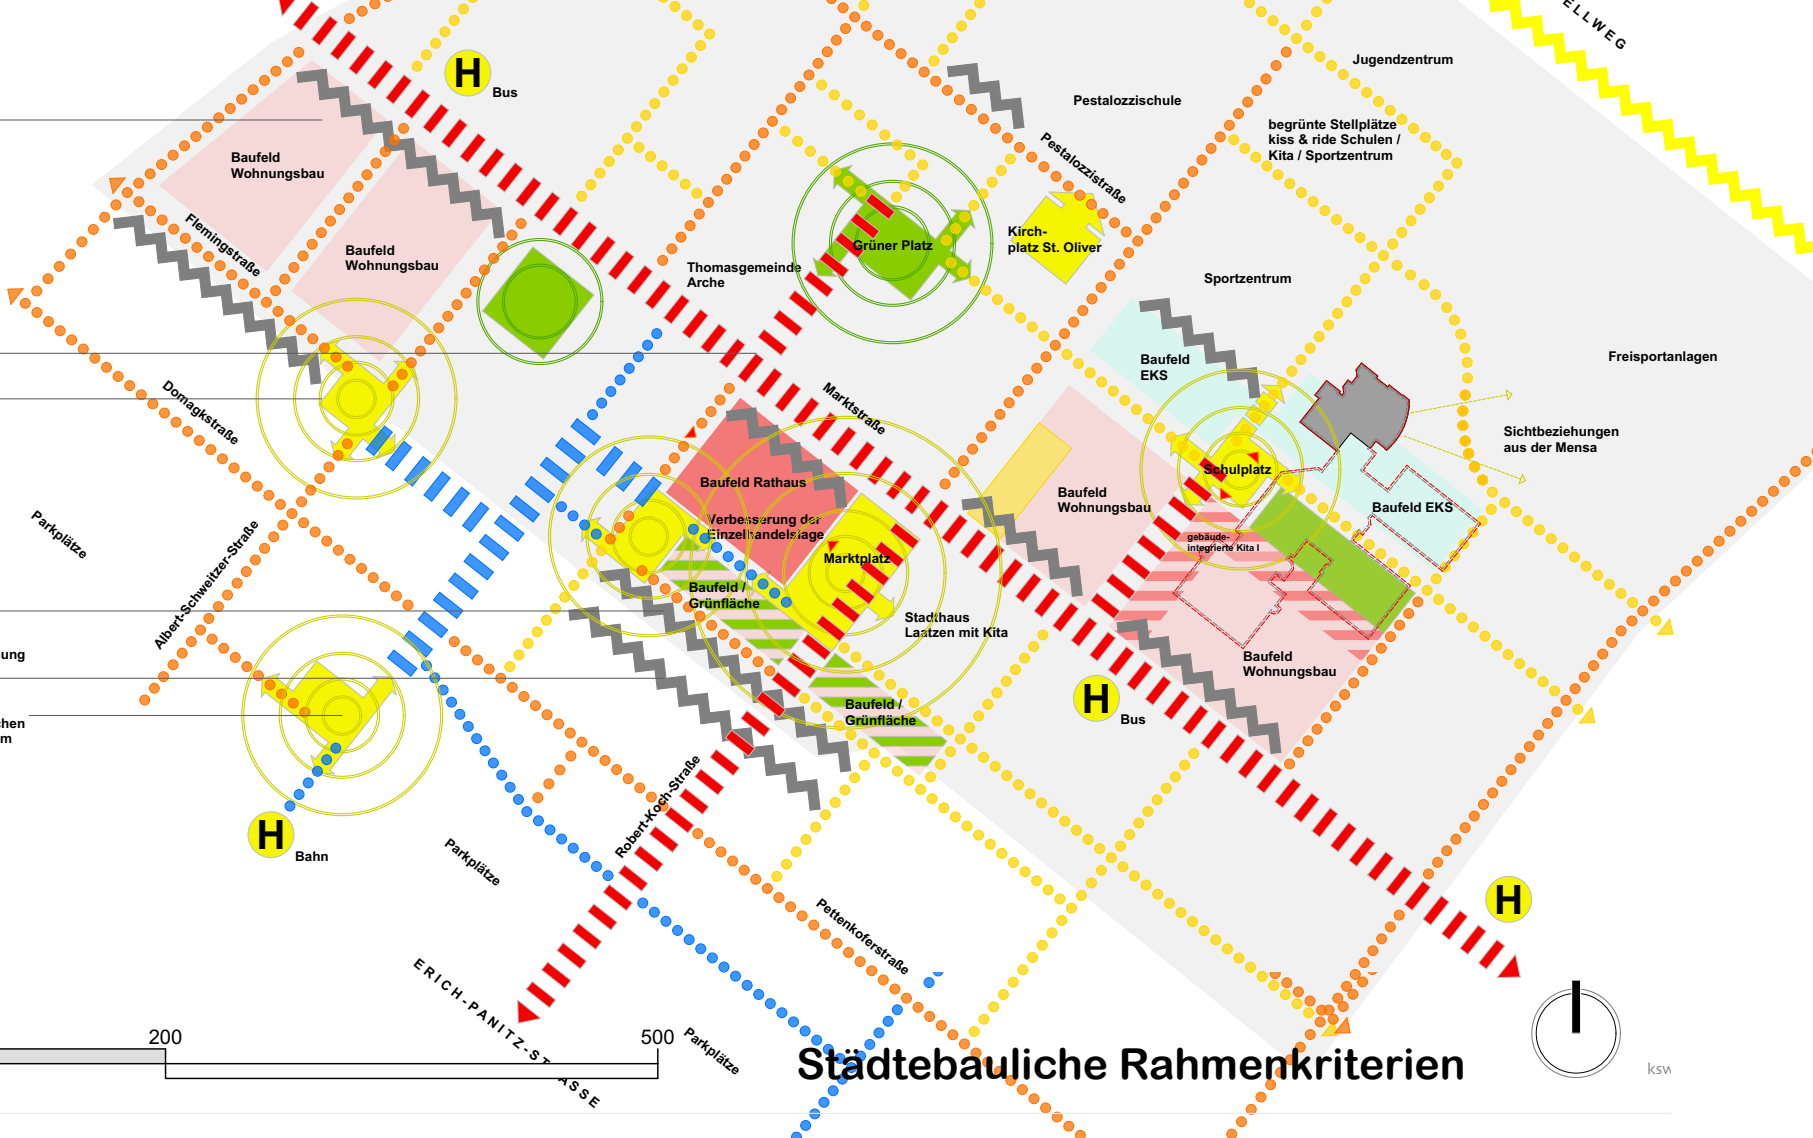 ELLWEG
Jugendzentrum
H
Bus
Pestalozzischule
begrünte Stellplätze
kiss & ride Schulen /
Kita / Sportzentrum
Pestalozzistraße
Baufeld
Wohnungsbau
Flemingstraße
Baufeld
Wohnungsbau
Grüner Platz
Kirch-
platz St. Oliver
Thomasgemeinde
Arche
Sportzentrum
Baufeld
EKS
Freisportanlagen
Domagkstraße
Marktstraße
Sichtbeziehungen
aus der Mensa
Baufeld Rathaus
Schulplatz
Baufeld
Wohnungsbau
Baufeld EKS
Parkplätze
Verbesserung der
Einzelhandelslage
gebäude-
integrierte Kita I
Marktplatz
Albert-Schweitzer-Straße
Baufeld /
Grünfläche
Stadthaus
Laatzen mit Kita
ung
Baufeld
Wohnungsbau
H
Bus
Baufeld /
Grünfläche
chen
m
Robert-Koch-Straße
H
Bahn
Parkplätze
H
Pettenkoferstraße
ERICH-PANITZ-STRASSE
200
500
Parkplätze
Städtebauliche Rahmenkriterien
ksw